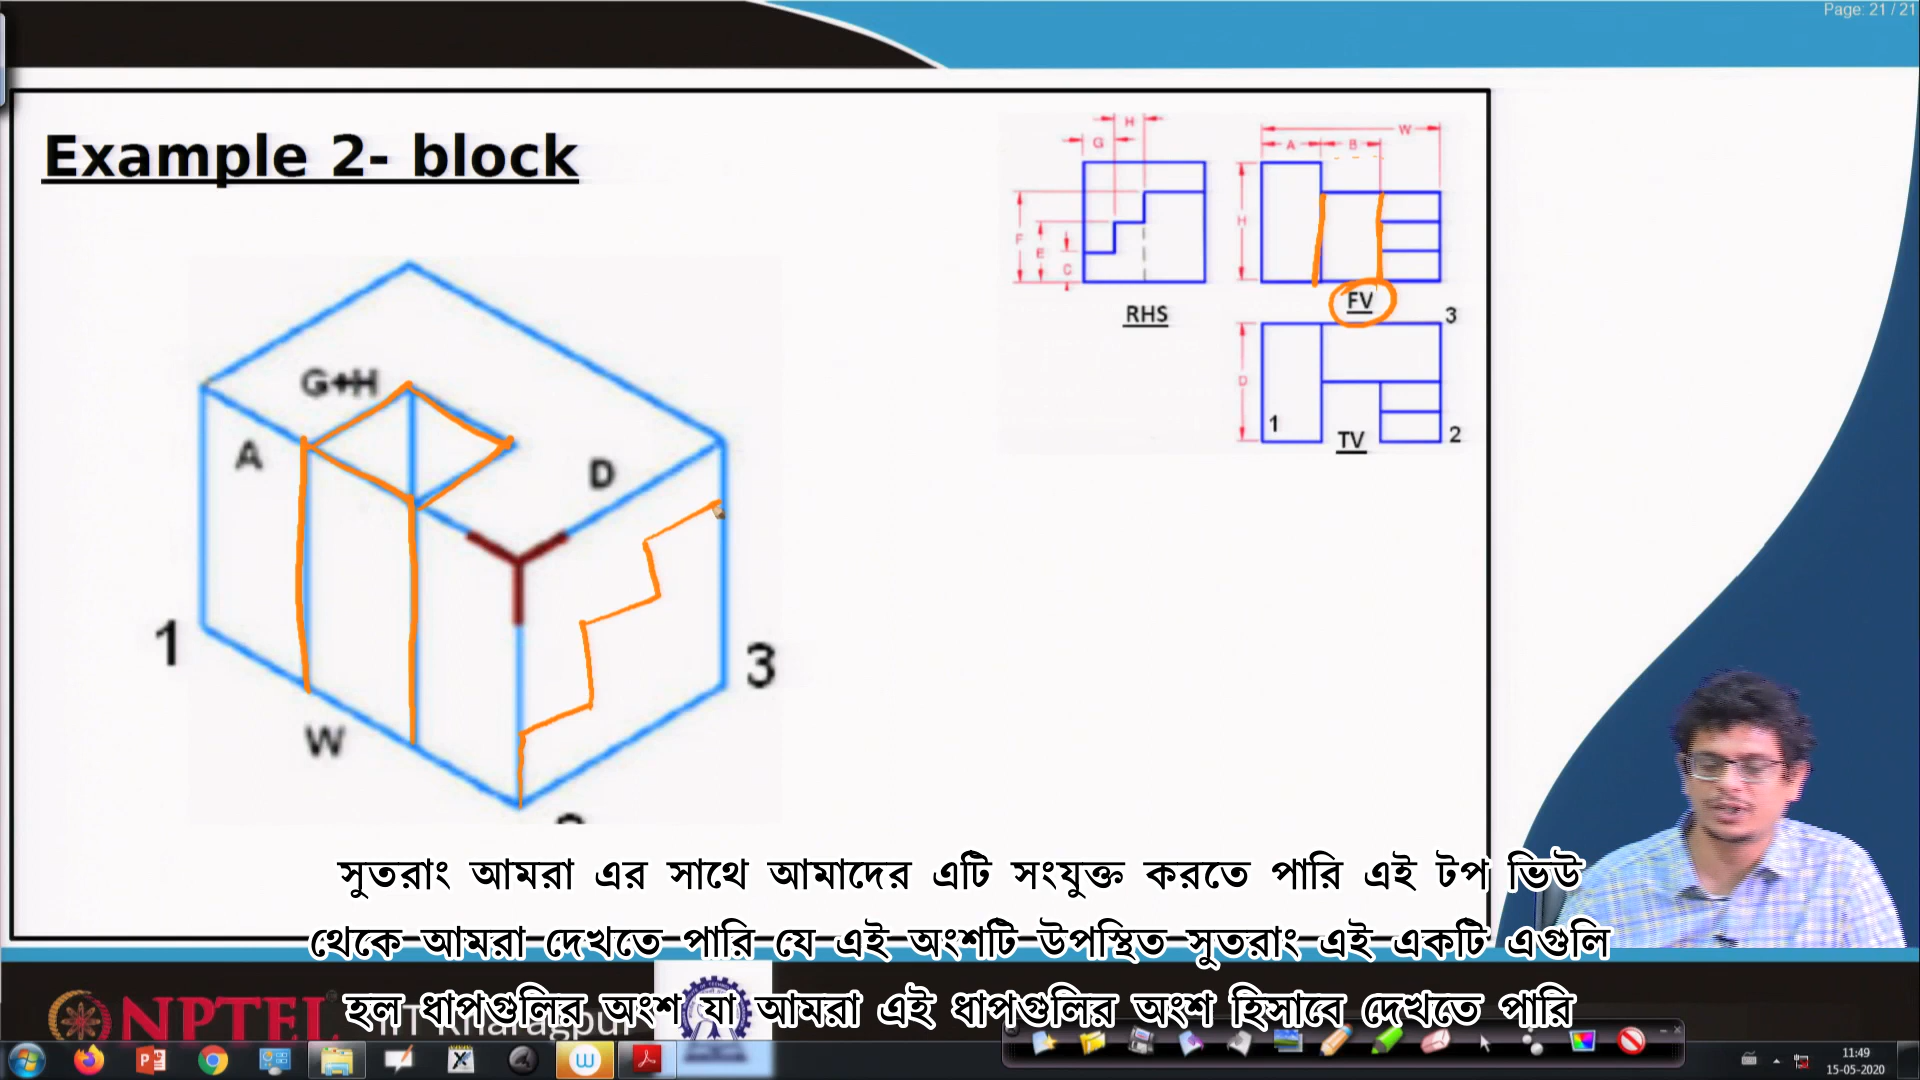 Page: 21 / 21
Example 2- block
H
G
W
A
B
H
F
E
C
RHS
FV
3
D
1
TV
2
G+H
A
D
1
3
W
সুতরাং আমরা এর সাথে আমাদের এটি সংযুক্ত করতে পারি এই টপ ভিউ
থেকে আমরা দেখতে পারি যে এই অংশটি উপস্থিত সুতরাং এই একটি এগুলি
হল ধাপগুলির অংশ যা আমরা এই ধাপগুলির অংশ হিসাবে দেখতে পারি
NPTEL
IIT Kharagpur
11:49
15-05-2020